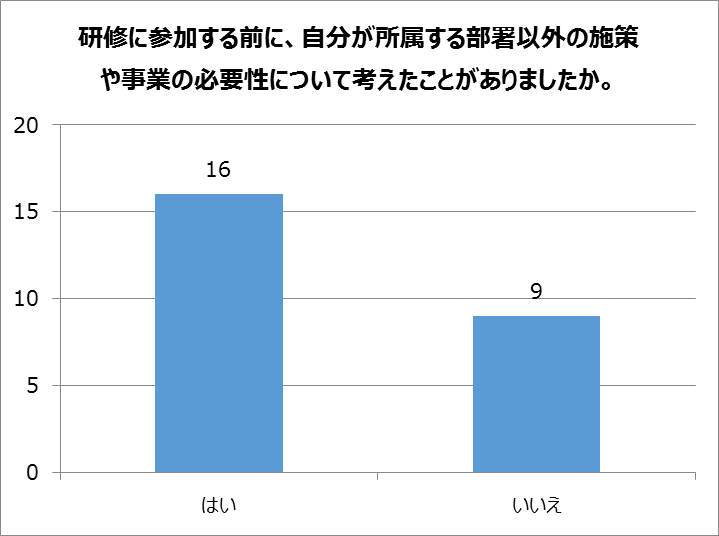 研修に参加する前に、自分が所属する部署以外の施策
や事業の必要性について考えたことがありましたか。
20
16
15
9
10
5
0
はい
いいえ